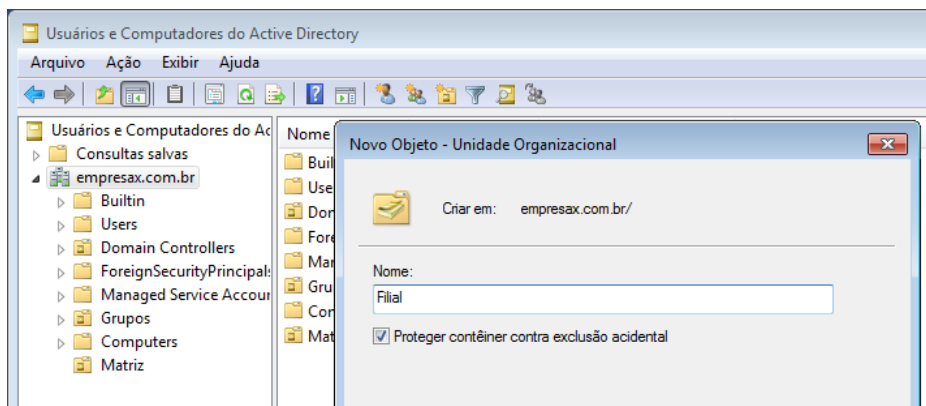 Usuários e Computadores do Active Directory
Arquivo Ação Exibir Ajuda
Usuários e Computadores do Ac
Consultas salvas
empresax.com.br
Builtin
Users
Domain Controllers
ForeignSecurityPrincipals
Managed Service Accour
Grupos
Computers
Matriz
Nome
Buil
Use
Dor
Fore
Mar
Gru
Cor
Mat
Novo Objeto - Unidade Organizacional
Criar em: empresax.com.br/
Nome:
Filial
Proteger contêiner contra exclusão acidental